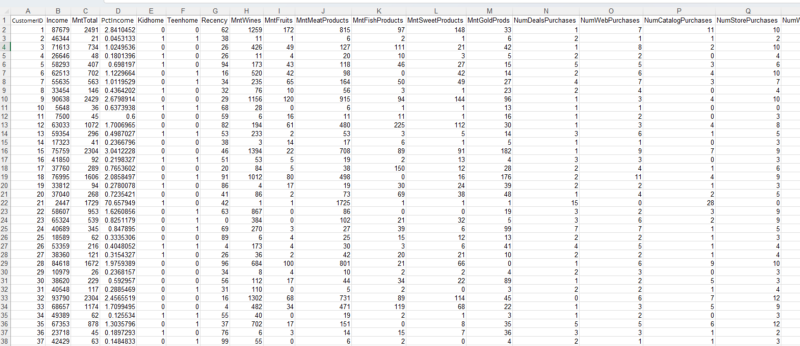 A B C D E F G H I J K L M N O P Q
1 CustomerID Income MntTotal PctIncome Kidhome Teenhome Recency MntWines MntFruits MntMeatProducts MntFishProducts MntSweetProduct MntGoldProds NumDealsPurchases NumWebPurchases NumCatalogPurchases NumStorePurchases NumW
2 1 87679 2491 2.8410452 0 0 62 1259 172 815 97 148 33 1 7 11 10
3 2 46344 21 0.0453133 1 1 38 11 1 6 2 1 6 2 1 1 2
4 3 71613 734 1.0249536 0 0 26 426 49 127 111 21 42 1 8 2 10
5 4 26646 48 0.1801396 1 0 26 11 4 20 10 3 5 2 2 0 4
6 5 58293 407 0.698197 1 0 94 173 43 118 46 27 15 5 5 3 6
7 6 62513 702 1.1229664 0 1 16 520 42 98 0 42 14 2 6 4 10
8 7 55635 563 1.0119529 0 1 34 235 65 164 50 49 27 4 7 3 7
9 8 33454 146 0.4364202 1 0 32 76 10 56 3 1 23 2 4 0 4
10 9 90638 2429 2.6798914 0 0 29 1156 120 915 94 144 96 1 3 4 10
11 10 5648 36 0.6373938 1 1 68 28 0 6 1 1 13 1 1 0 0
12 11 7500 45 0.6 0 0 59 6 16 11 11 1 16 1 2 0 3
13 12 63033 1072 1.7006965 0 0 82 194 61 480 225 112 30 1 3 4 8
14 13 59354 296 0.4987027 1 1 53 233 2 53 3 5 14 3 6 1 5
15 14 17323 41 0.2366796 0 0 38 3 14 17 6 1 5 1 1 0 3
16 15 75759 2304 3.0412228 0 0 46 1394 22 708 89 91 182 1 9 7 9
17 16 41850 92 0.2198327 1 1 51 53 5 19 2 13 4 3 3 0 3
18 17 37760 289 0.7653602 0 0 20 84 5 38 150 12 28 2 4 1 6
19 18 76995 1606 2.0858497 0 1 91 1012 80 498 0 16 176 2 11 4 9
20 19 33812 94 0.2780078 1 0 86 4 17 19 30 24 39 2 2 1 3
21 20 37040 268 0.7235421 0 0 41 86 2 73 69 38 48 1 4 2 5
22 21 2447 1729 70.657949 1 0 42 1 1 1725 1 1 1 15 0 28 0
23 22 58607 953 1.6260856 0 1 63 867 0 86 0 0 19 3 2 3 9
24 23 65324 539 0.8251179 0 1 0 384 0 102 21 32 5 3 6 2 9
25 24 40689 345 0.847895 0 1 69 270 3 27 39 6 99 7 7 1 5
26 25 18589 62 0.3335306 0 0 89 6 4 25 15 12 13 2 2 1 3
27 26 53359 216 0.4048052 1 1 4 173 4 30 3 6 41 4 5 1 4
28 27 38360 121 0.3154327 1 0 26 36 2 42 20 21 10 2 2 1 4
29 28 84618 1672 1.9759389 0 0 96 684 100 801 21 66 0 1 6 9 10
30 29 10979 26 0.2368157 0 0 34 8 4 10 2 2 4 2 3 0 3
31 30 38620 229 0.592957 0 0 56 112 17 44 34 22 89 1 2 5 3
32 31 40548 117 0.2885469 0 1 31 110 0 5 2 0 3 2 2 1 4
33 32 93790 2304 2.4565519 0 0 16 1302 68 731 89 114 45 0 6 7 12
34 33 68657 1174 1.7099495 0 0 4 482 34 471 119 68 22 1 3 5 9
35 34 49389 62 0.125534 1 1 55 40 0 19 2 1 3 1 2 0 3
36 35 67353 878 1.3035796 0 1 37 702 17 151 0 8 35 5 5 6 12
37 36 23718 45 0.1897293 1 0 76 6 3 14 15 7 36 3 3 1 2
38 37 42429 63 0.1484833 0 1 99 55 0 6 2 0 4 2 1 1 3